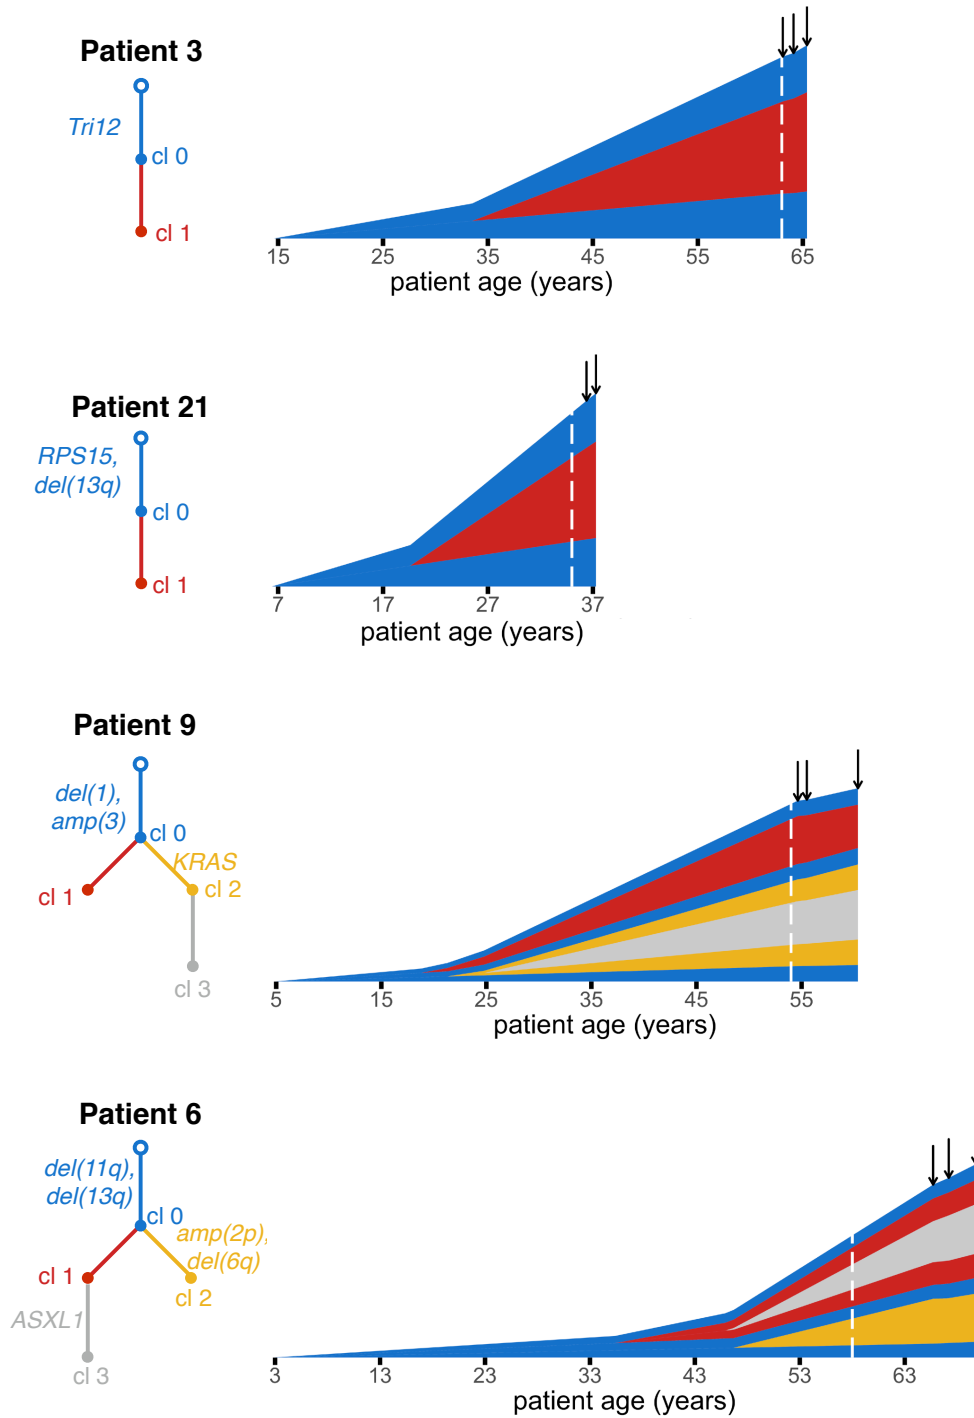 Patient 3
Tri12
cl 0
cl 1
15 25 35 45 55 65
patient age (years)
Patient 21
RPS15,
del(13q)
cl 0
cl 1
7 17 27 37
patient age (years)
Patient 9
del(1),
amp(3)
cl 0
KRAS
cl 1
cl 2
cl 3
5 15 25 35 45 55
patient age (years)
Patient 6
del(11q),
del(13q)
cl 0
amp(2p),
del(6q)
cl 1
cl 2
ASXL1
cl 3
3 13 23 33 43 53 63
patient age (years)